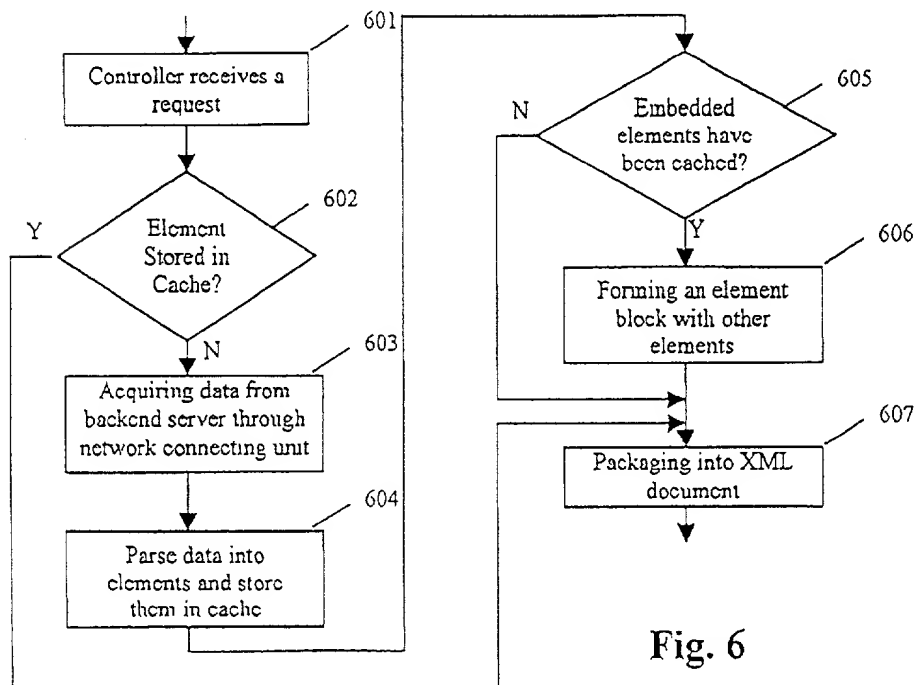 601
Controller receives a
request
602
Y
Element
Stored in
Cache?
N
603
Acquiring data from
backend server through
network connecting unit
604
Parse data into
elements and store
them in cache
605
N
Embedded
elements have
been cached?
Y
606
Forming an element
block with other
elements
607
Packaging into XML
document
Fig. 6